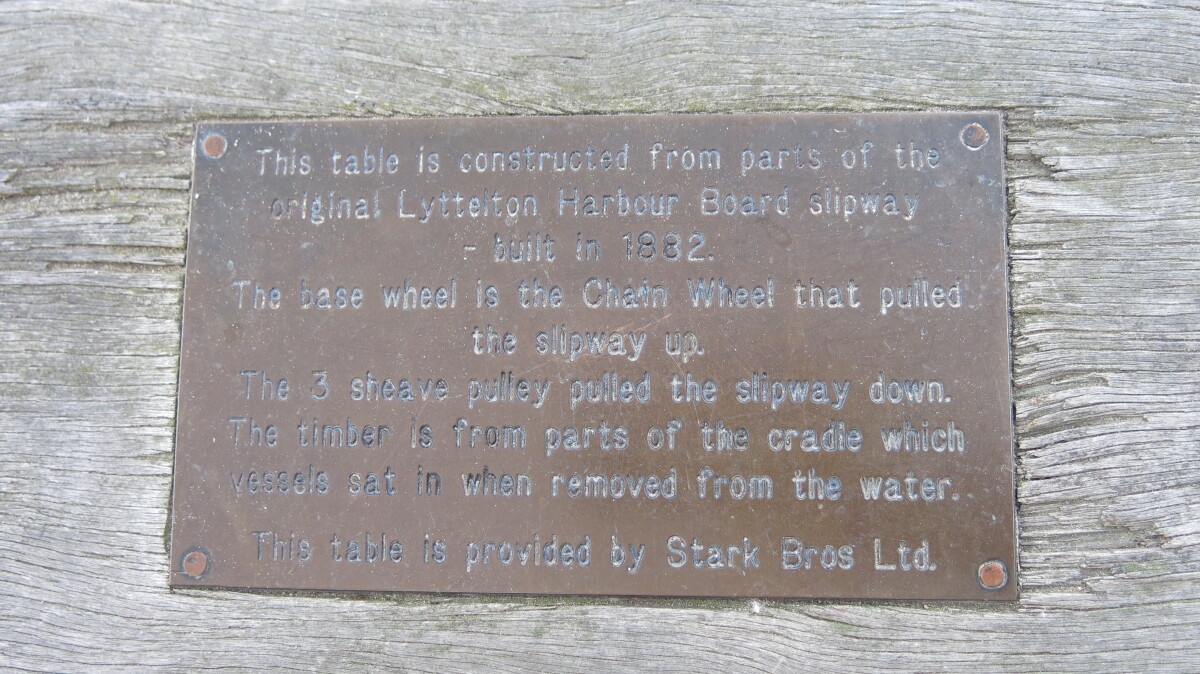 This table is constructed from parts of the
original Lyttelton Harbour Board slipway
- built in 1882.
The base wheel is the Chain Wheel that pulled
the slipway up.
The 3 sheave pulley pulled the slipway down.
The timber is from parts of the cradle which
vessels sat in when removed from the water.
This table is provided by Stark Bros Ltd.